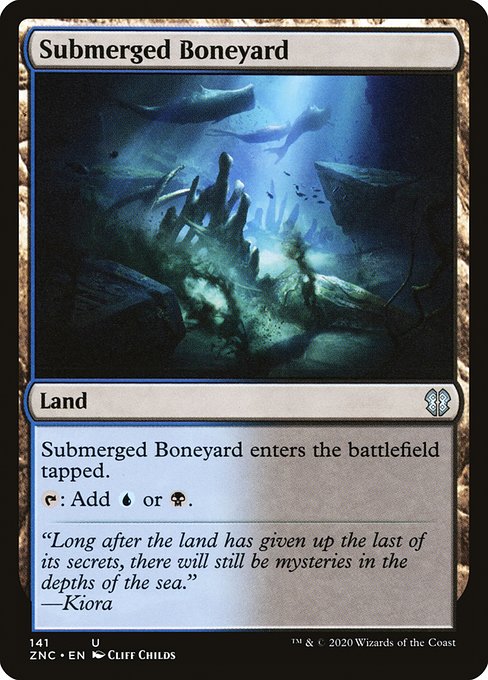 Submerged Boneyard
Land
Submerged Boneyard enters the battlefield
tapped.
: Add or .
“Long after the land has given up the last of
its secrets, there will still be mysteries in the
depths of the sea.”
—Kiora
141 U
ZNC • EN Cliff Childs
™ & © 2020 Wizards of the Coast